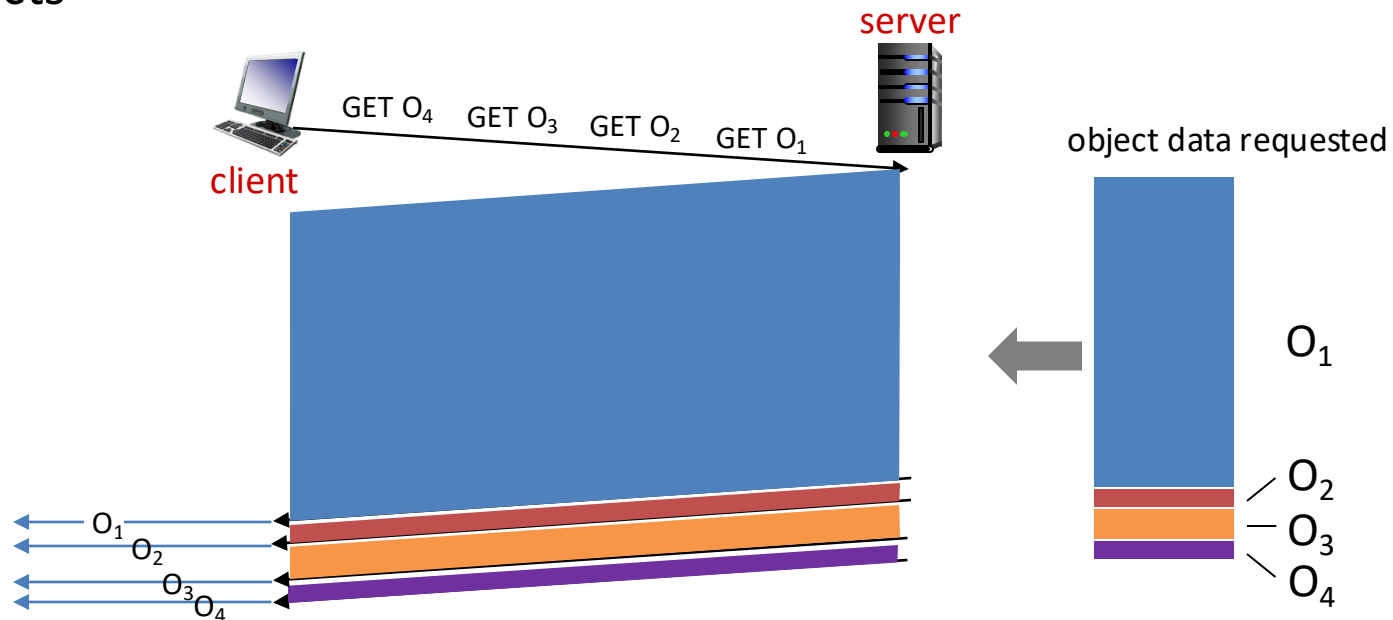 server
GET O₄ GET O₃ GET O₂ GET O₁
object data requested
client
O₁
O₂
O₃
O₄
O₁
O₂
O₃
O₄